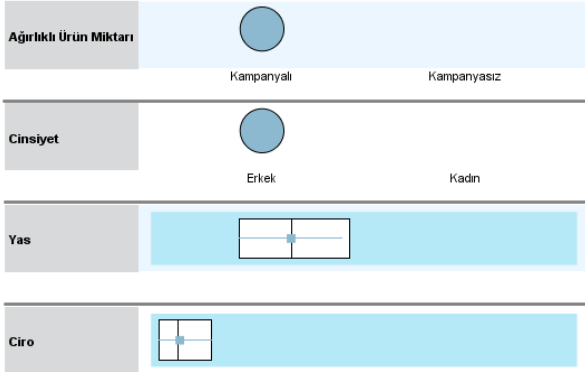 Ağırlıklı Ürün Miktarı
Kampanyalı Kampanyasız
Cinsiyet
Erkek Kadın
Yas
Ciro